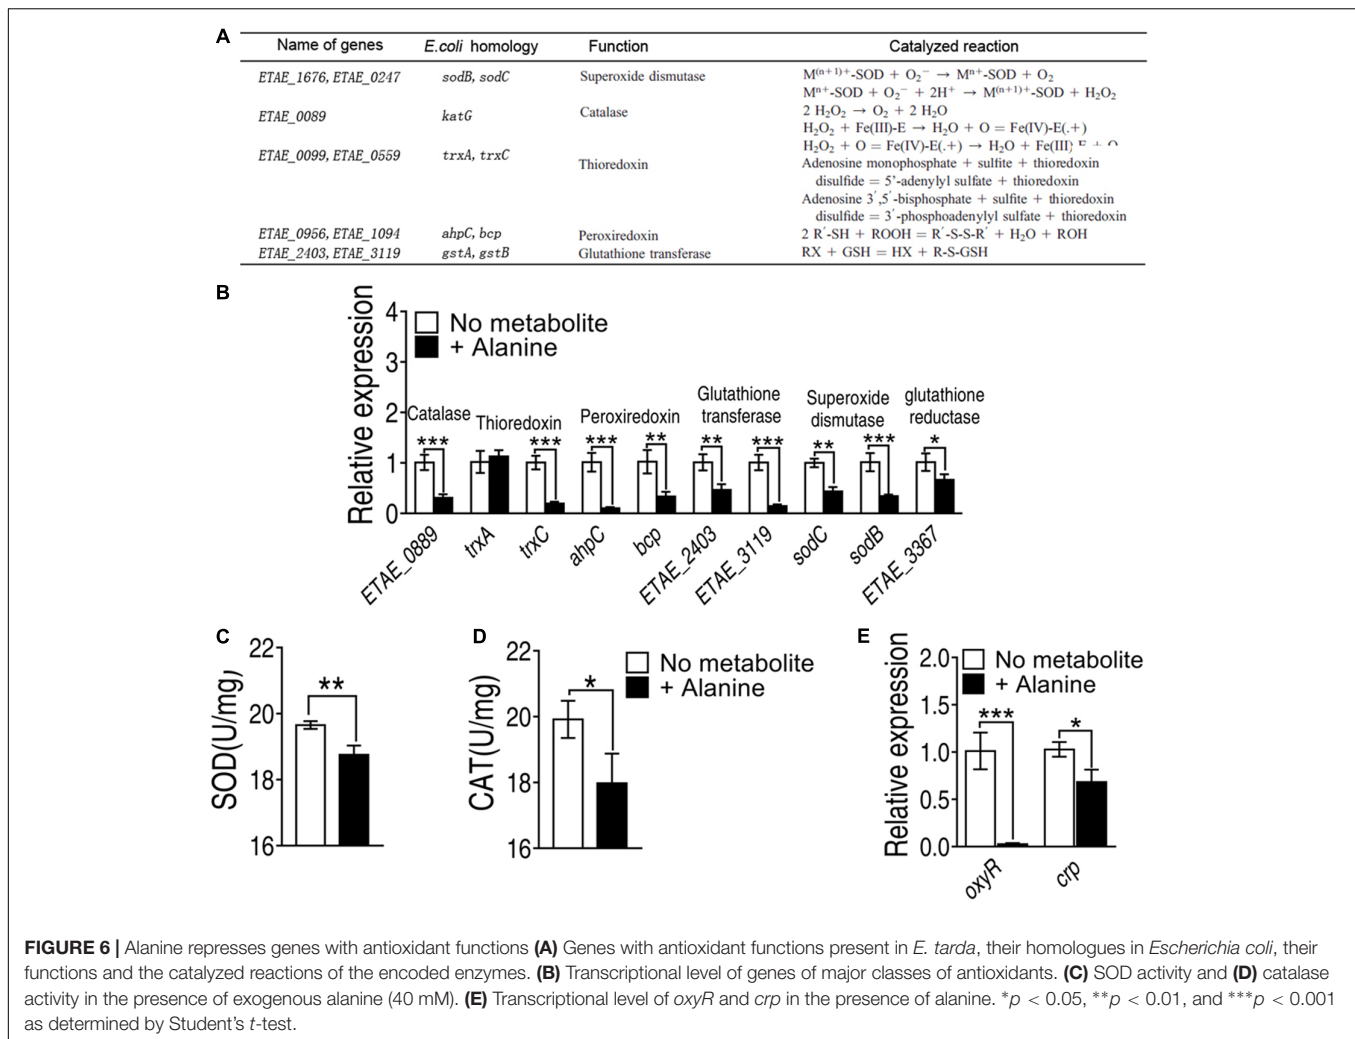 A
Name of genes E.coli homology Function Catalyzed reaction
ETAE_1676, ETAE_0247 sodB, sodC Superoxide dismutase M⁽ⁿ⁺¹⁾⁺-SOD + O₂⁻ → Mⁿ⁺-SOD + O₂
Mⁿ⁺-SOD + O₂⁻ + 2H⁺ → M⁽ⁿ⁺¹⁾⁺-SOD + H₂O₂
ETAE_0089 katG Catalase 2 H₂O₂ → O₂ + 2 H₂O
H₂O₂ + Fe(III)-E → H₂O + O = Fe(IV)-E(.+)
H₂O₂ + O = Fe(IV)-E(.+) → H₂O + Fe(III)
ETAE_0099, ETAE_0559 trxA, trxC Thioredoxin Adenosine monophosphate + sulfite + thioredoxin
disulfide = 5'-adenylyl sulfate + thioredoxin
Adenosine 3′,5′-bisphosphate + sulfite + thioredoxin
disulfide = 3′-phosphoadenylyl sulfate + thioredoxin
ETAE_0956, ETAE_1094 ahpC, bcp Peroxiredoxin 2 R′-SH + ROOH = R′-S-S-R′ + H₂O + ROH
ETAE_2403, ETAE_3119 gstA, gstB Glutathione transferase RX + GSH = HX + R-S-GSH
B
Relative expression
4
3
2
1
0
No metabolite
+ Alanine
Catalase
Thioredoxin
Peroxiredoxin
Glutathione
transferase
Superoxide
dismutase
glutathione
reductase
*** *** *** ** ** *** ** *** *
ETAE_0889 trxA trxC ahpC bcp ETAE_2403 ETAE_3119 sodC sodB ETAE_3367
C
SOD(U/mg)
22
20
18
16
**
D
CAT(U/mg)
22
20
18
16
*
No metabolite
+ Alanine
E
Relative expression
2.0
1.5
1.0
0.5
0.0
No metabolite
+ Alanine
*** *
oxyR crp
FIGURE 6 | Alanine represses genes with antioxidant functions (A) Genes with antioxidant functions present in E. tarda, their homologues in Escherichia coli, their
functions and the catalyzed reactions of the encoded enzymes. (B) Transcriptional level of genes of major classes of antioxidants. (C) SOD activity and (D) catalase
activity in the presence of exogenous alanine (40 mM). (E) Transcriptional level of oxyR and crp in the presence of alanine. *p < 0.05, **p < 0.01, and ***p < 0.001
as determined by Student's t-test.